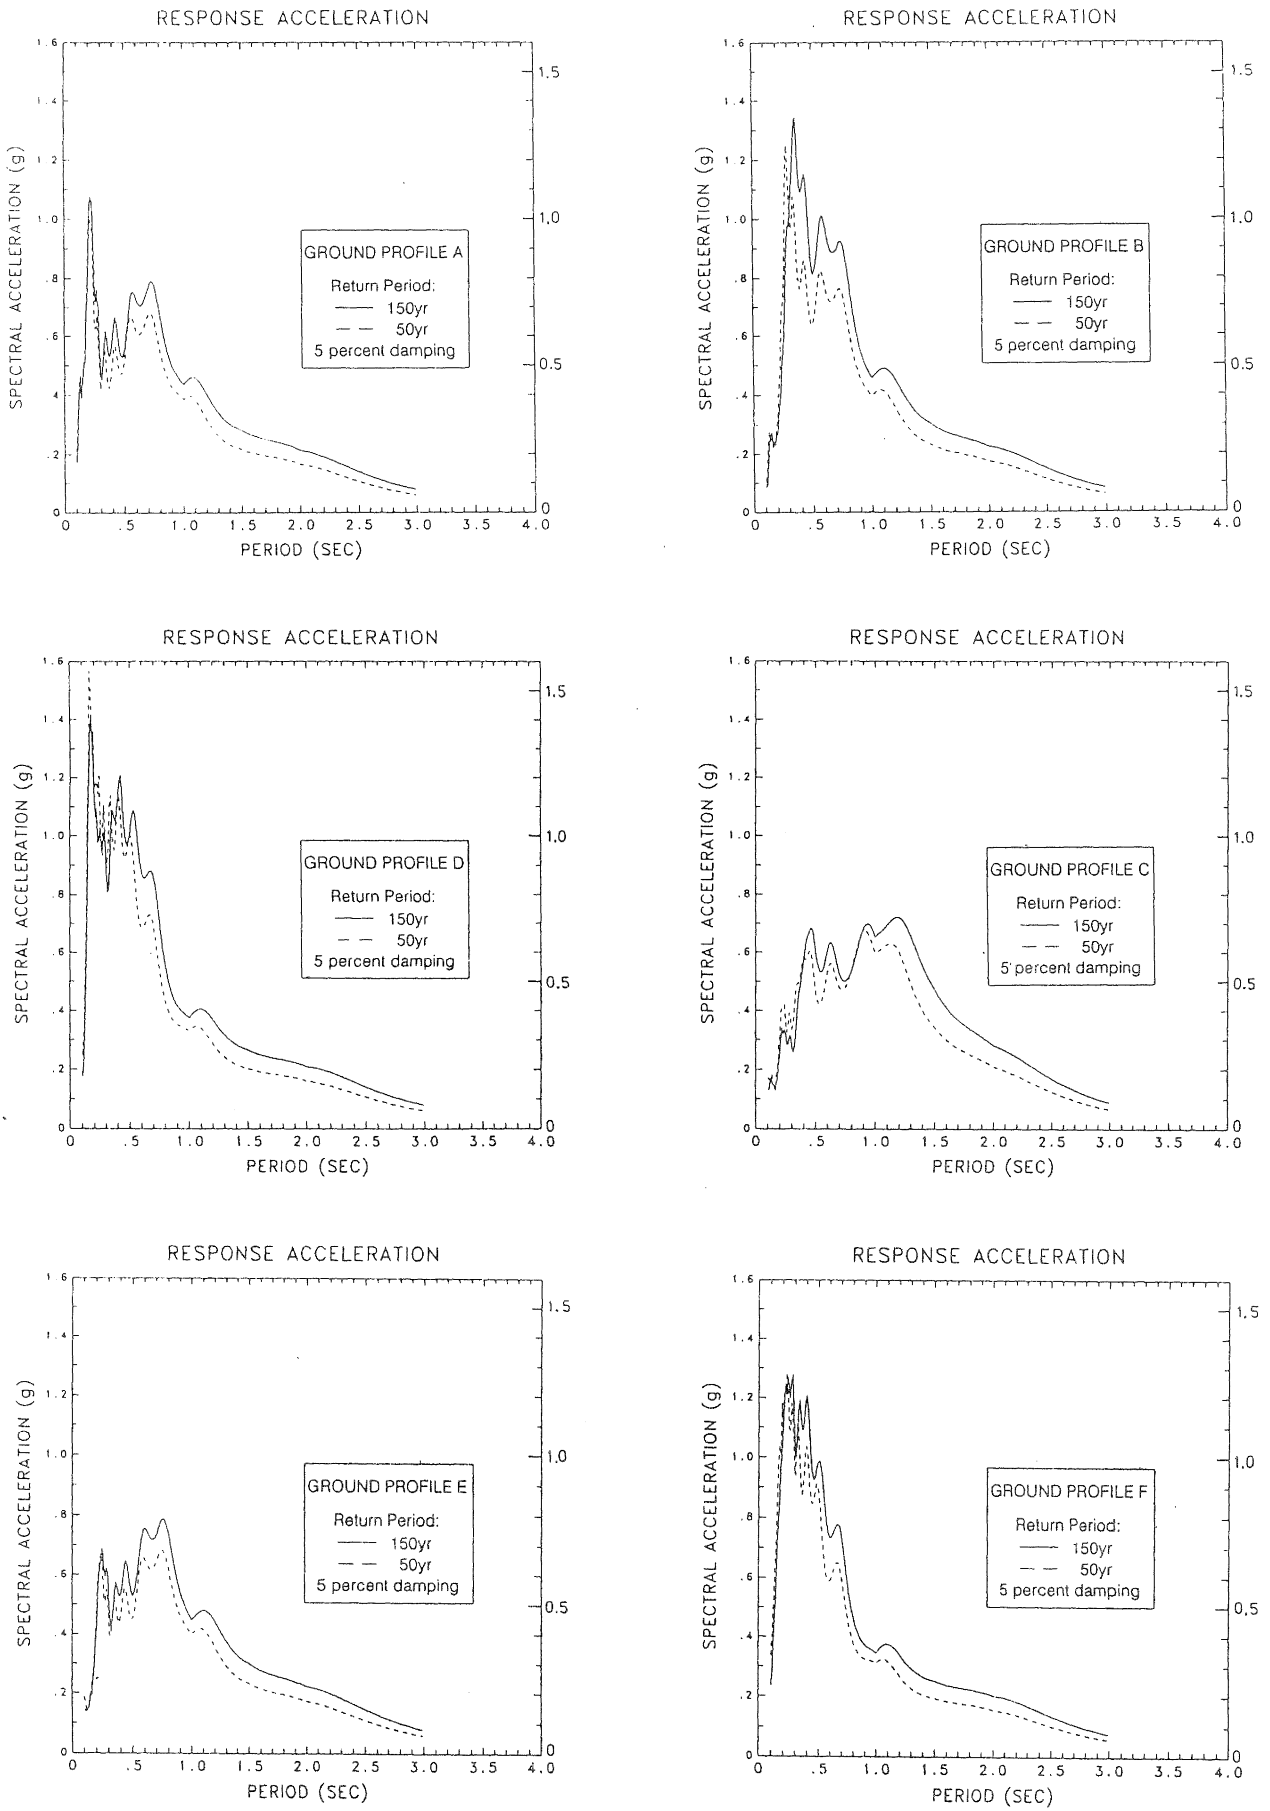 RESPONSE ACCELERATION
1.6
1.4
1.2
1.0
.8
.6
.4
.2
0
SPECTRAL ACCELERATION (g)
1.5
1.0
0.5
0
GROUND PROFILE A
Return Period:
150yr
50yr
5 percent damping
0 .5 1.0 1.5 2.0 2.5 3.0 3.5 4.0
PERIOD (SEC)
RESPONSE ACCELERATION
1.6
1.4
1.2
1.0
.8
.6
.4
.2
0
SPECTRAL ACCELERATION (g)
1.5
1.0
0.5
0
GROUND PROFILE B
Return Period:
150yr
50yr
5 percent damping
0 .5 1.0 1.5 2.0 2.5 3.0 3.5 4.0
PERIOD (SEC)
RESPONSE ACCELERATION
1.6
1.4
1.2
1.0
.8
.6
.4
.2
0
SPECTRAL ACCELERATION (g)
1.5
1.0
0.5
0
GROUND PROFILE D
Return Period:
150yr
50yr
5 percent damping
0 .5 1.0 1.5 2.0 2.5 3.0 3.5 4.0
PERIOD (SEC)
RESPONSE ACCELERATION
1.6
1.4
1.2
1.0
.8
.6
.4
.2
0
SPECTRAL ACCELERATION (g)
1.5
1.0
0.5
0
GROUND PROFILE C
Return Period:
150yr
50yr
5 percent damping
0 .5 1.0 1.5 2.0 2.5 3.0 3.5 4.0
PERIOD (SEC)
RESPONSE ACCELERATION
1.6
1.4
1.2
1.0
.8
.6
.4
.2
0
SPECTRAL ACCELERATION (g)
1.5
1.0
0.5
0
GROUND PROFILE E
Return Period:
150yr
50yr
5 percent damping
0 .5 1.0 1.5 2.0 2.5 3.0 3.5 4.0
PERIOD (SEC)
RESPONSE ACCELERATION
1.6
1.4
1.2
1.0
.8
.6
.4
.2
0
SPECTRAL ACCELERATION (g)
1.5
1.0
0.5
0
GROUND PROFILE F
Return Period:
150yr
50yr
5 percent damping
0 .5 1.0 1.5 2.0 2.5 3.0 3.5 4.0
PERIOD (SEC)